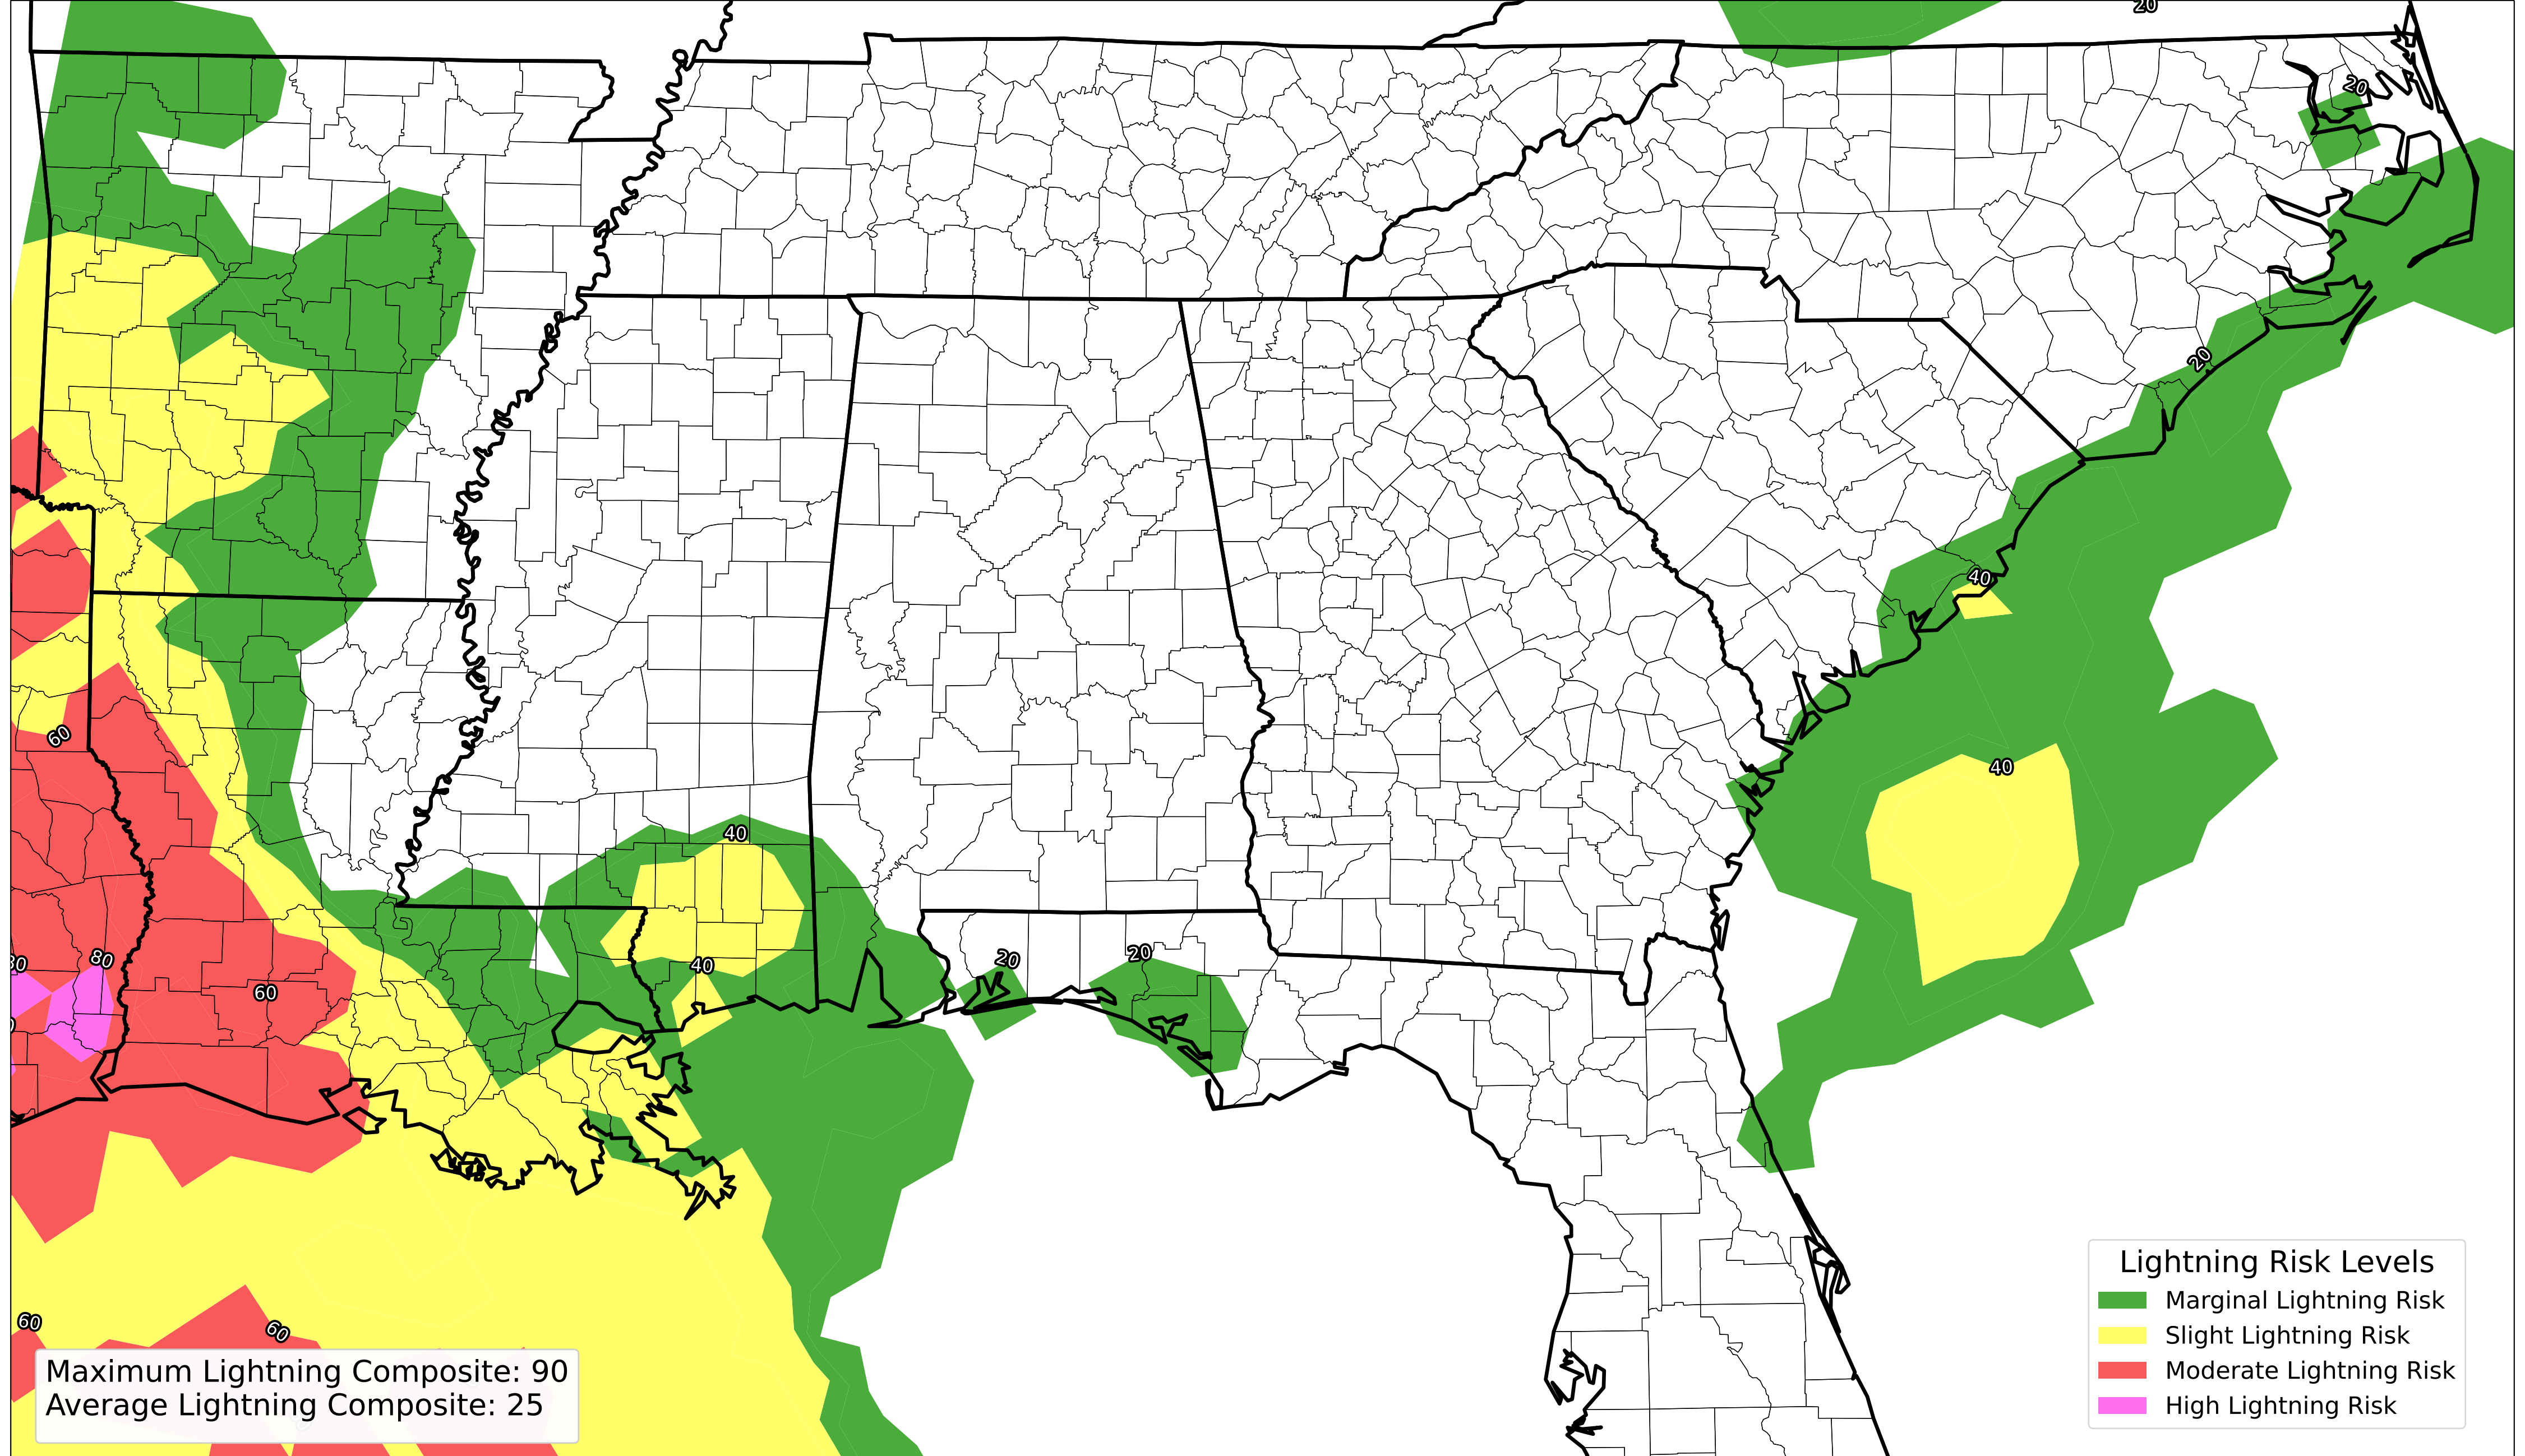 20
20
20
40
60
40
40
40
20
20
80
80
60
60
60
Maximum Lightning Composite: 90
Average Lightning Composite: 25
Lightning Risk Levels
Marginal Lightning Risk
Slight Lightning Risk
Moderate Lightning Risk
High Lightning Risk